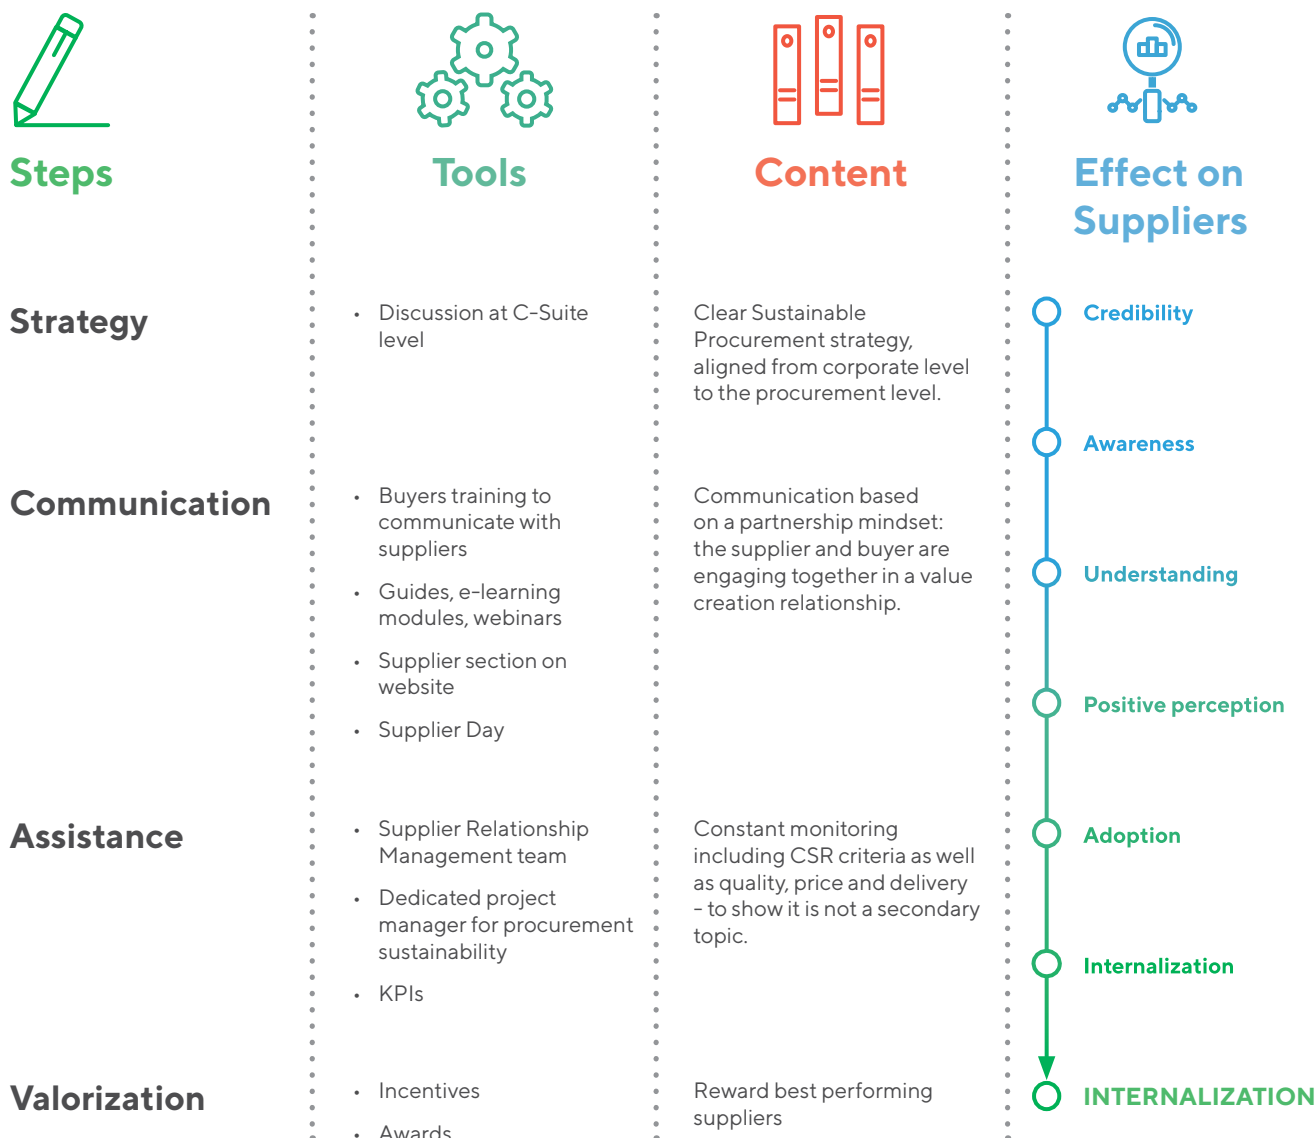 Steps
Tools
Content
Effect on
Suppliers
Strategy
• Discussion at C-Suite
level
Clear Sustainable
Procurement strategy,
aligned from corporate level
to the procurement level.
Credibility
Awareness
Communication
• Buyers training to
communicate with
suppliers
• Guides, e-learning
modules, webinars
• Supplier section on
website
• Supplier Day
Communication based
on a partnership mindset:
the supplier and buyer are
engaging together in a value
creation relationship.
Understanding
Positive perception
Assistance
• Supplier Relationship
Management team
• Dedicated project
manager for procurement
sustainability
• KPIs
Constant monitoring
including CSR criteria as well
as quality, price and delivery
- to show it is not a secondary
topic.
Adoption
Internalization
Valorization
• Incentives
• Awards
Reward best performing
suppliers
INTERNALIZATION